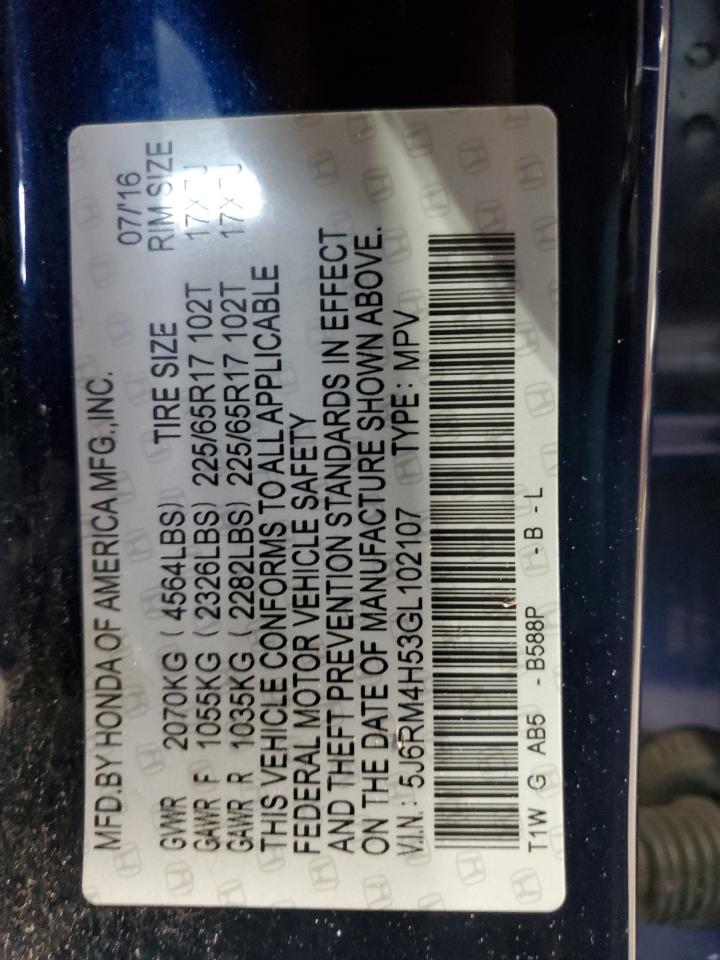 MFD.BY HONDA OF AMERICA MFG.,INC. 07/'16
GVWR 2070KG ( 4564LBS) TIRE SIZE RIM SIZE
GAWR F 1055KG ( 2326LBS) 225/65R17 102T 17X7J
GAWR R 1035KG ( 2282LBS) 225/65R17 102T 17X7J
THIS VEHICLE CONFORMS TO ALL APPLICABLE
FEDERAL MOTOR VEHICLE SAFETY
AND THEFT PREVENTION STANDARDS IN EFFECT
ON THE DATE OF MANUFACTURE SHOWN ABOVE.
V.I.N.: 5J6RM4H53GL102107 TYPE: MPV
T1W G AB5 - B588P - B - L